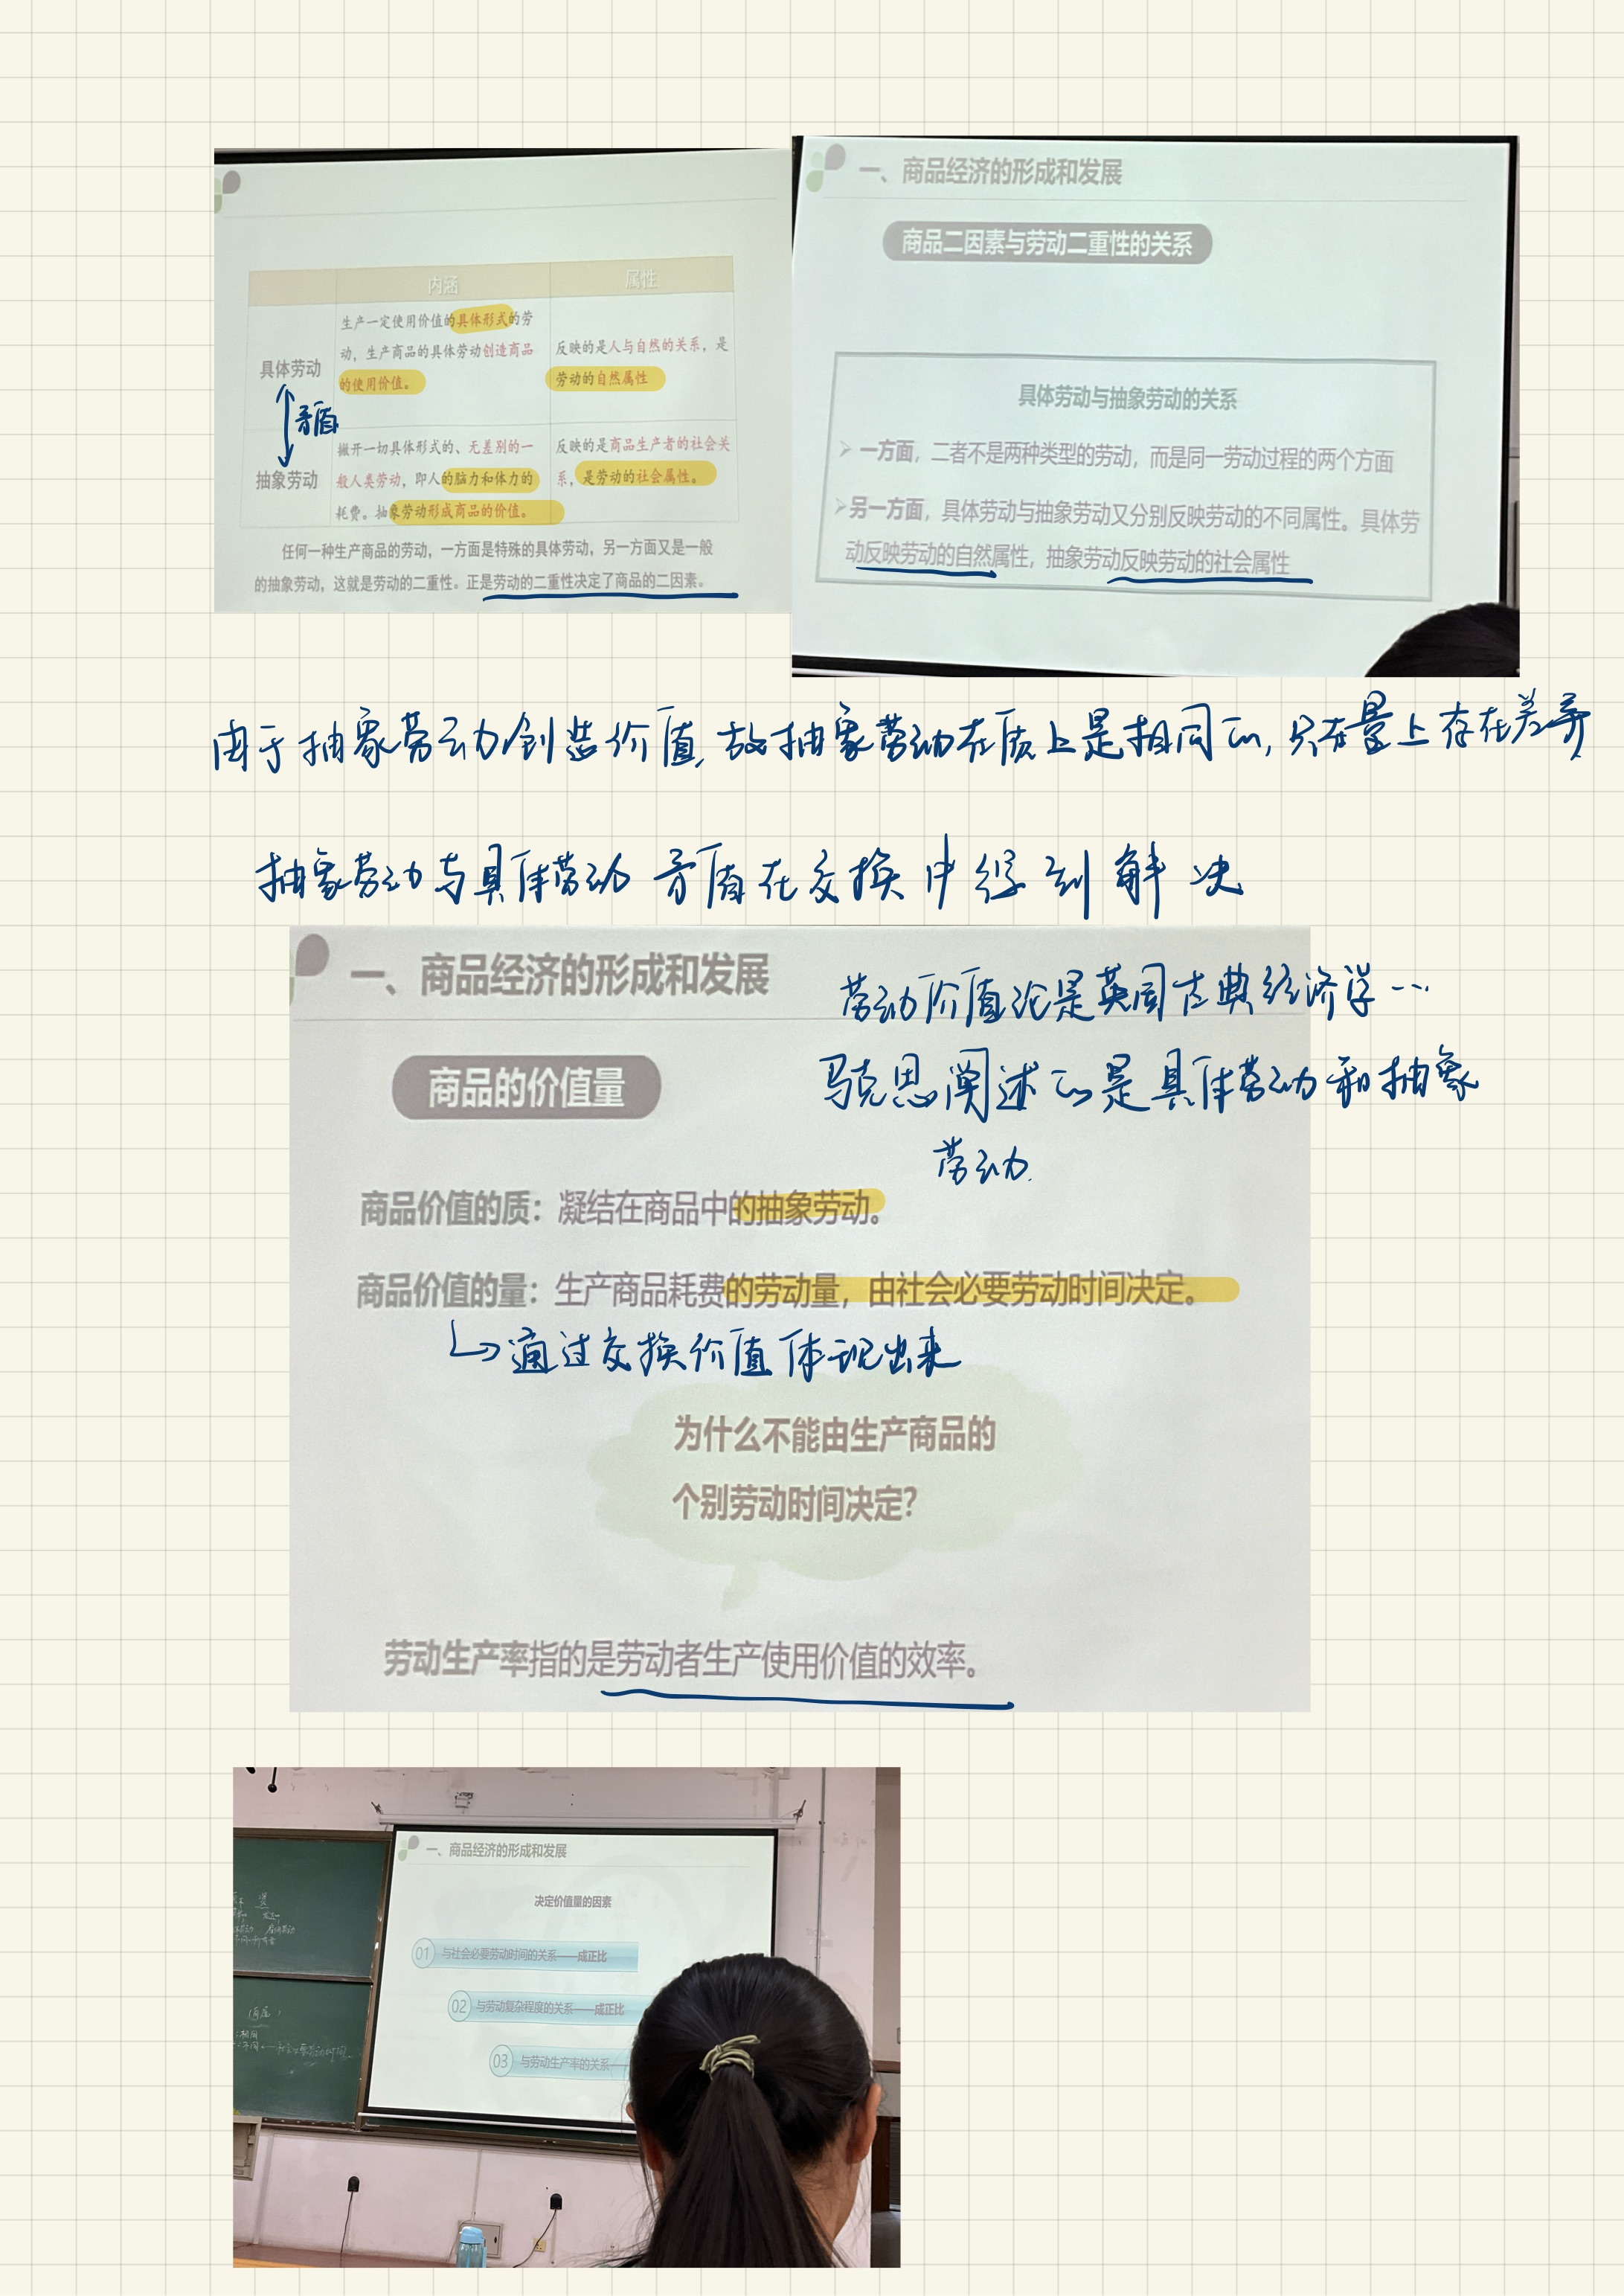 内涵
属性
具体劳动
生产一定使用价值的具体形式的劳
动，生产商品的具体劳动创造商品
的使用价值。
反映的是人与自然的关系，是
劳动的自然属性
矛盾
抽象劳动
撇开一切具体形式的、无差别的一
般人类劳动，即人的脑力和体力的
耗费。抽象劳动形成商品的价值。
反映的是商品生产者的社会关
系，是劳动的社会属性。
任何一种生产商品的劳动，一方面是特殊的具体劳动，另一方面又是一般
的抽象劳动，这就是劳动的二重性。正是劳动的二重性决定了商品的二因素。
一、商品经济的形成和发展
商品二因素与劳动二重性的关系
具体劳动与抽象劳动的关系
一方面，二者不是两种类型的劳动，而是同一劳动过程的两个方面
另一方面，具体劳动与抽象劳动又分别反映劳动的不同属性。具体劳
动反映劳动的自然属性，抽象劳动反映劳动的社会属性
由于抽象劳动创造价值，故抽象劳动在质上是相同的，只在量上存在差异
抽象劳动与具体劳动矛盾在交换中得到解决
一、商品经济的形成和发展
劳动价值论是英国古典经济学…
商品的价值量
马克思阐述的是具体劳动和抽象
劳动.
商品价值的质：凝结在商品中的抽象劳动。
商品价值的量：生产商品耗费的劳动量，由社会必要劳动时间决定。
↳通过交换价值体现出来
为什么不能由生产商品的
个别劳动时间决定？
劳动生产率指的是劳动者生产使用价值的效率。
一、商品经济的形成和发展
决定价值量的因素
01 与社会必要劳动时间的关系——成正比
02 与劳动复杂程度的关系——成正比
03 与劳动生产率的关系——